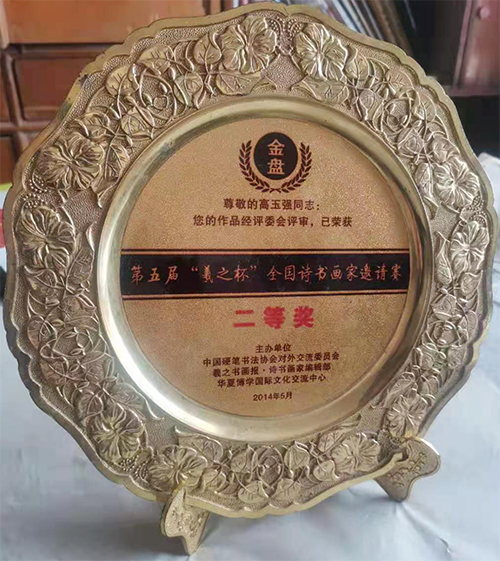 金
盘
尊敬的高玉强同志：
您的作品经评委会评审，已荣获
第五届“羲之杯”全国诗书画家邀请赛
二等奖
主办单位
中国硬笔书法协会对外交流委员会
羲之书画报·诗书画家编辑部
华夏博学国际文化交流中心
2014年5月